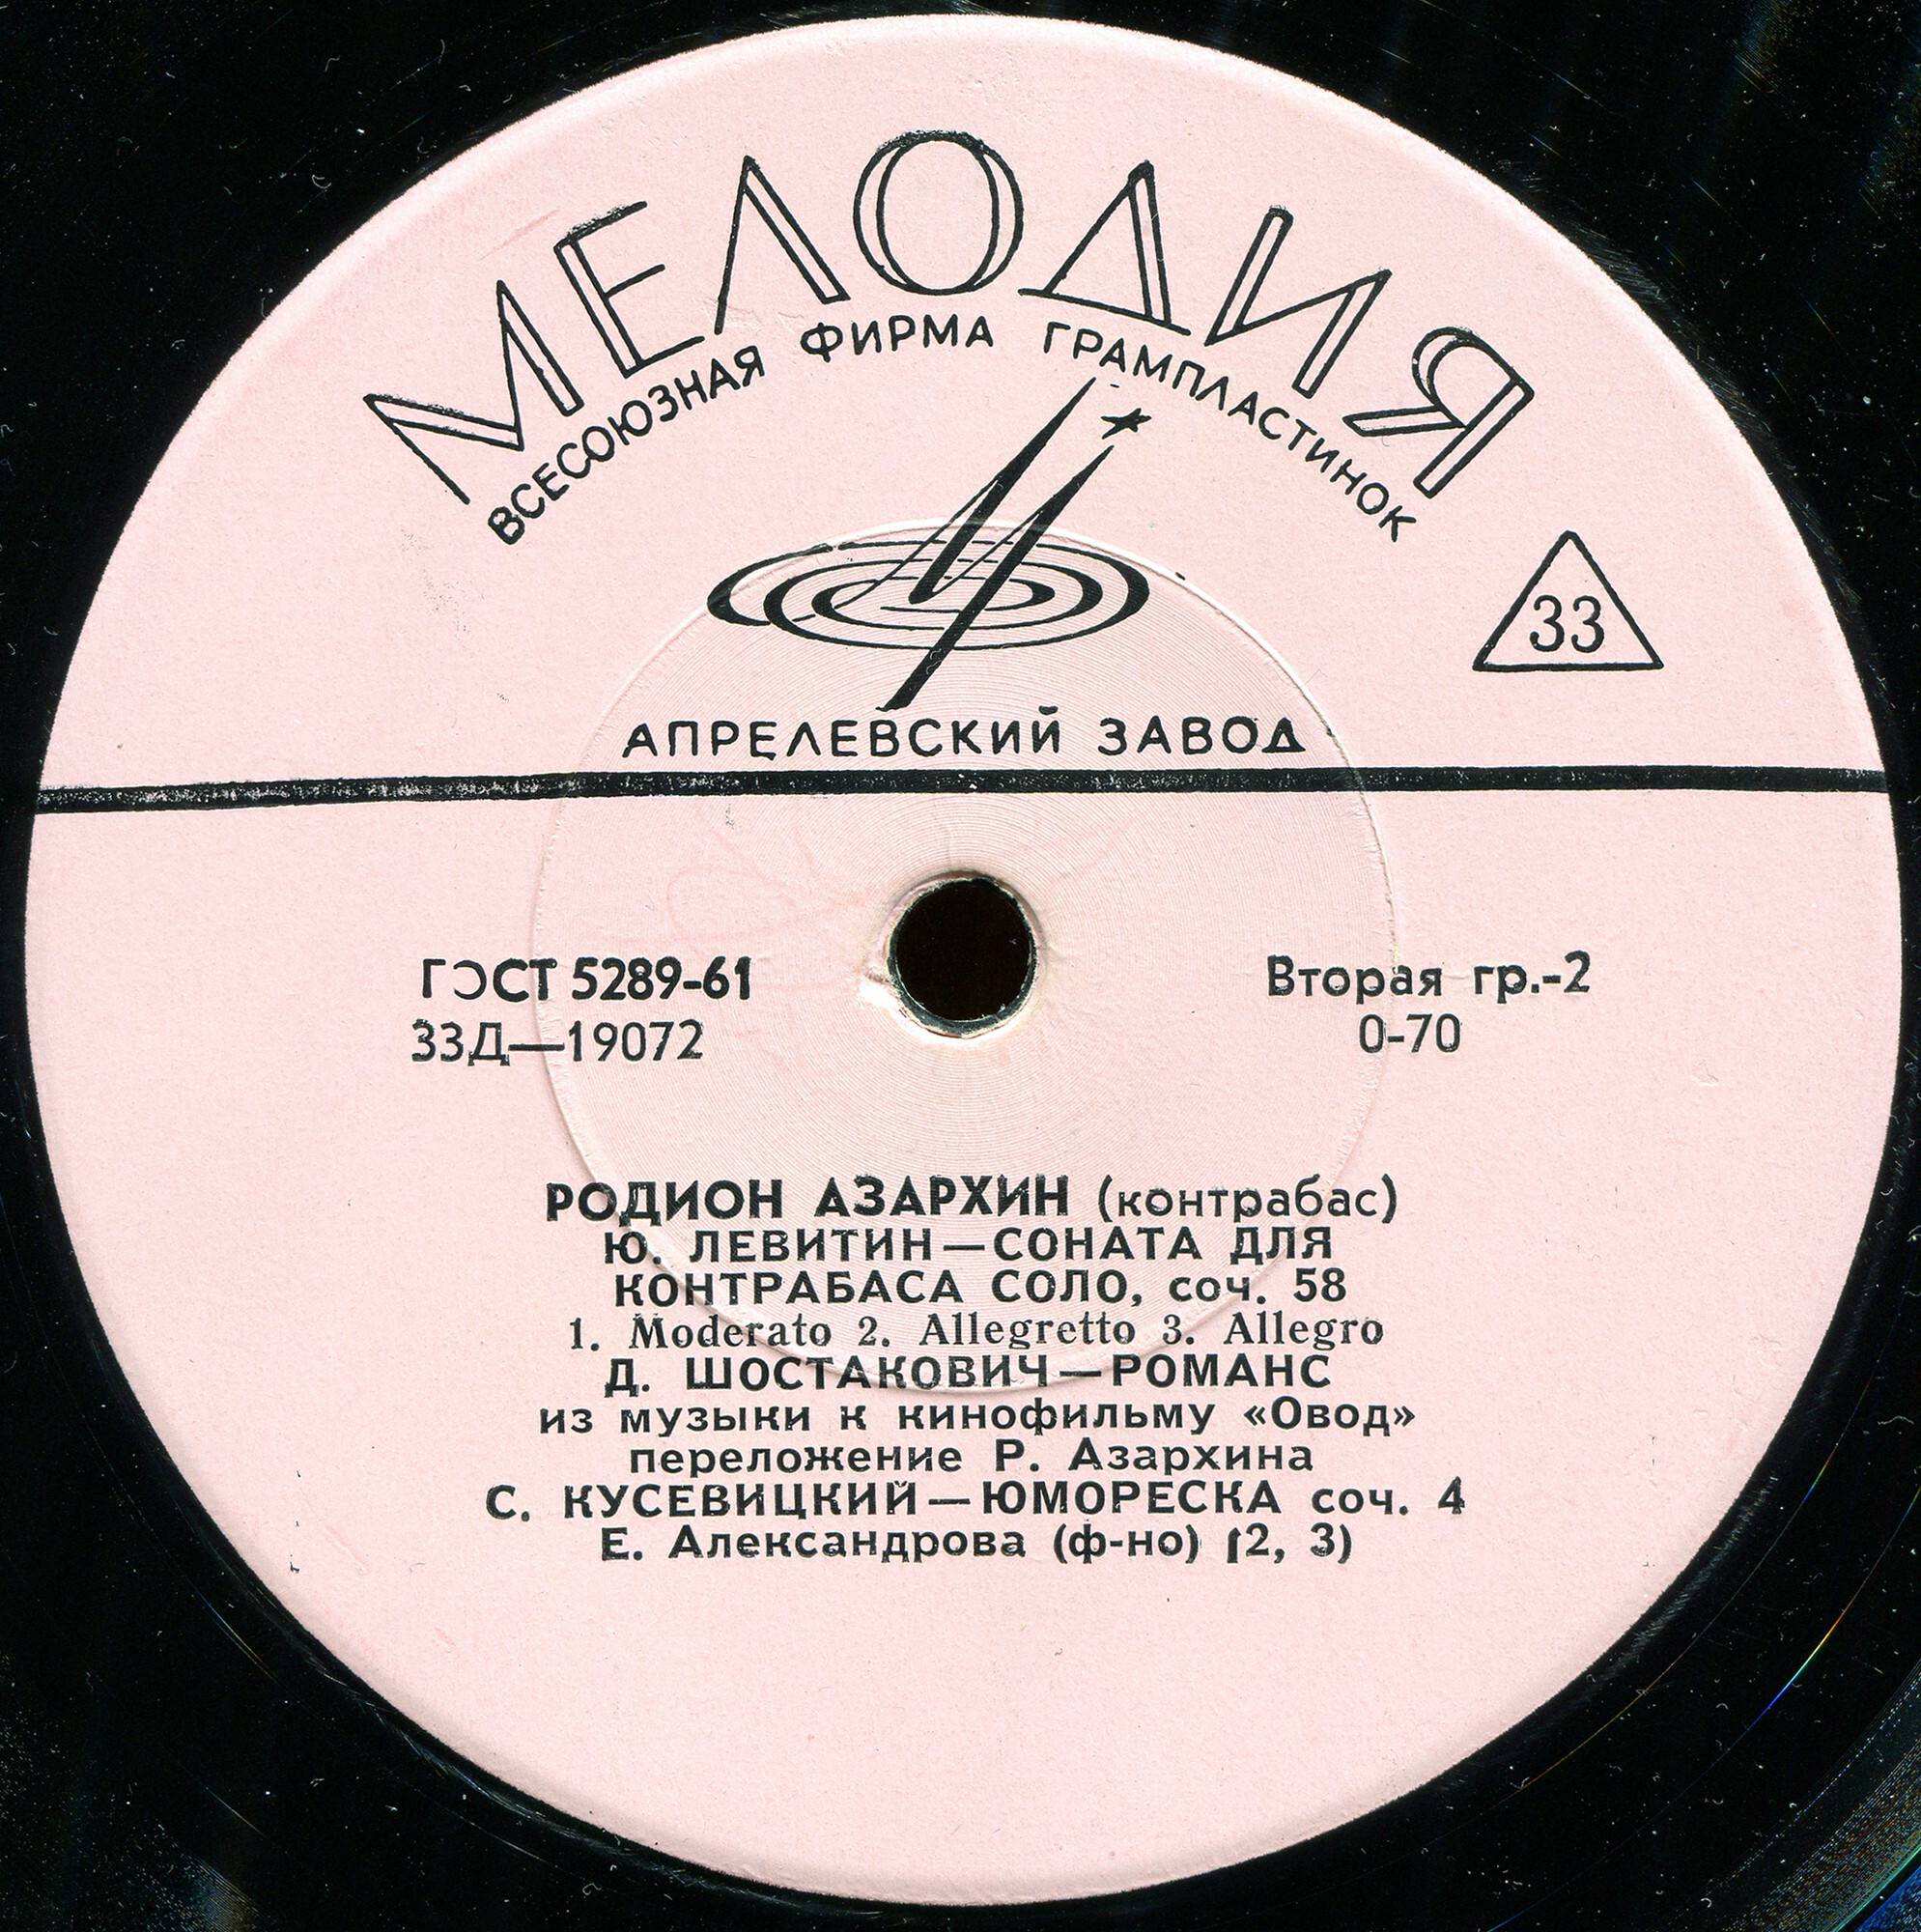 МЕЛОДИЯ
ВСЕСОЮЗНАЯ ФИРМА ГРАМПЛАСТИНОК
33
АПРЕЛЕВСКИЙ ЗАВОД
ГОСТ 5289-61
33Д—19072
Вторая гр.-2
0-70
РОДИОН АЗАРХИН (контрабас)
Ю. ЛЕВИТИН—СОНАТА ДЛЯ
КОНТРАБАСА СОЛО, соч. 58
1. Moderato 2. Allegretto 3. Allegro
Д. ШОСТАКОВИЧ—РОМАНС
из музыки к кинофильму «Овод»
переложение Р. Азархина
С. КУСЕВИЦКИЙ—ЮМОРЕСКА соч. 4
Е. Александрова (ф-но) (2, 3)